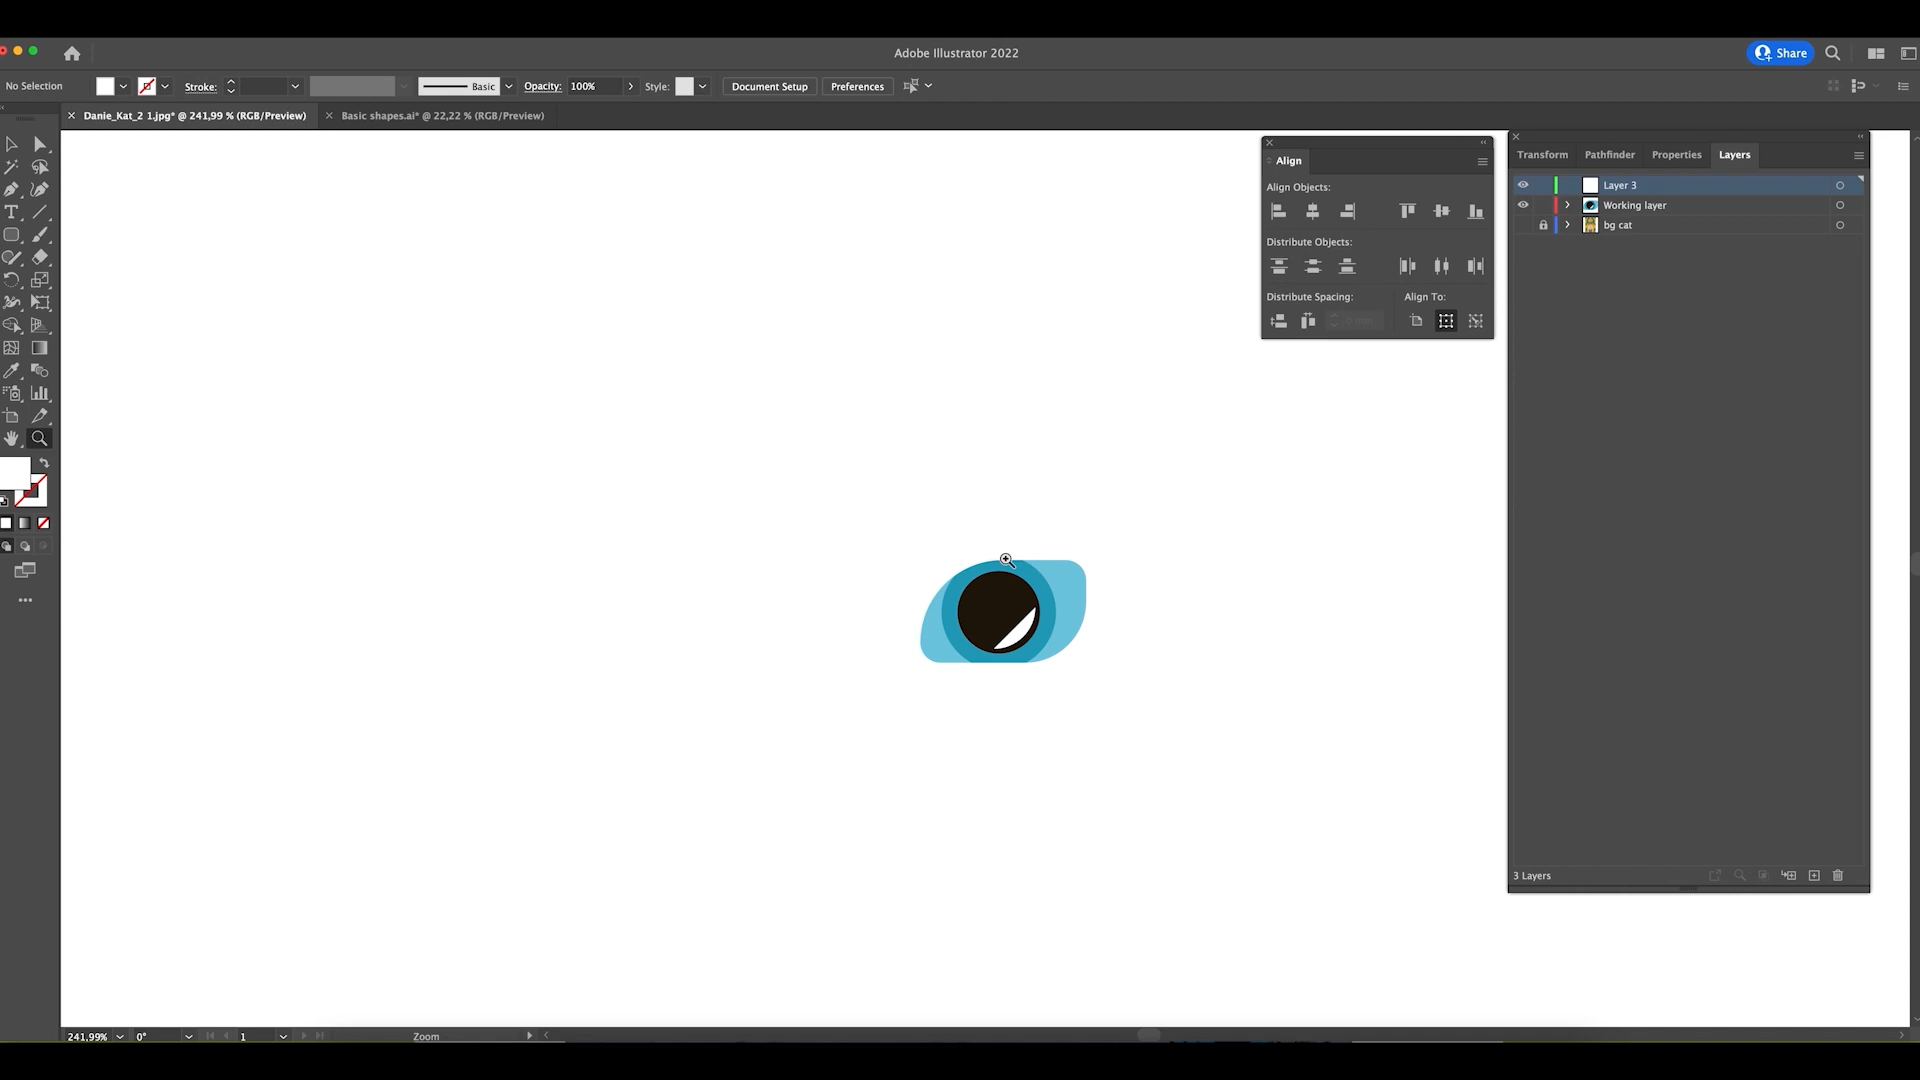 Adobe Illustrator 2022
Share
No Selection
Stroke:
Basic
Opacity: 100%
Style:
Document Setup
Preferences
Danie_Kat_2 1.jpg* @ 241,99 % (RGB/Preview)
Basic shapes.ai* @ 22,22 % (RGB/Preview)
Align
Align Objects:
Distribute Objects:
Distribute Spacing:
Align To:
Transform
Pathfinder
Properties
Layers
Layer 3
Working layer
bg cat
3 Layers
241,99%
0°
1
Zoom